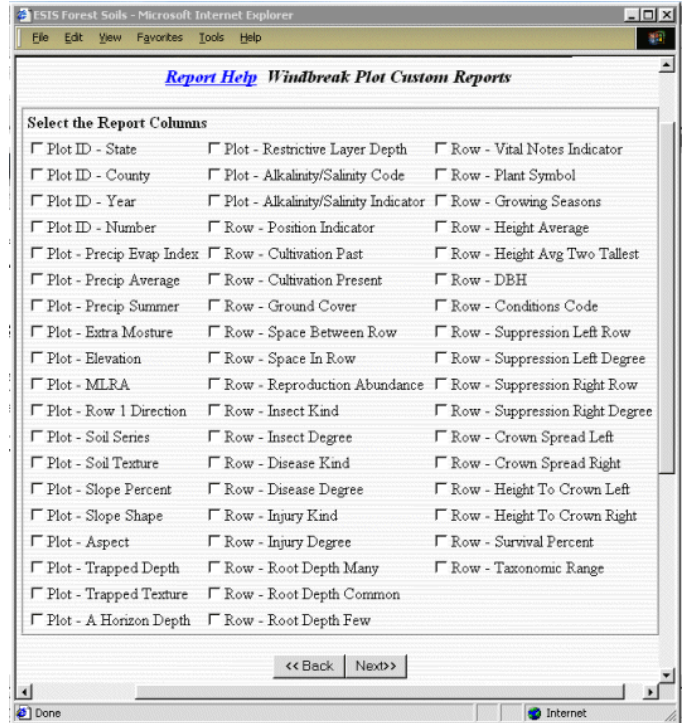 ESIS Forest Soils - Microsoft Internet Explorer
File Edit View Favorites Tools Help
Report Help Windbreak Plot Custom Reports
Select the Report Columns
Plot ID - State Plot - Restrictive Layer Depth Row - Vital Notes Indicator
Plot ID - County Plot - Alkalinity/Salinity Code Row - Plant Symbol
Plot ID - Year Plot - Alkalinity/Salinity Indicator Row - Growing Seasons
Plot ID - Number Row - Position Indicator Row - Height Average
Plot - Precip Evap Index Row - Cultivation Past Row - Height Avg Two Tallest
Plot - Precip Average Row - Cultivation Present Row - DBH
Plot - Precip Summer Row - Ground Cover Row - Conditions Code
Plot - Extra Mosture Row - Space Between Row Row - Suppression Left Row
Plot - Elevation Row - Space In Row Row - Suppression Left Degree
Plot - MLRA Row - Reproduction Abundance Row - Suppression Right Row
Plot - Row 1 Direction Row - Insect Kind Row - Suppression Right Degree
Plot - Soil Series Row - Insect Degree Row - Crown Spread Left
Plot - Soil Texture Row - Disease Kind Row - Crown Spread Right
Plot - Slope Percent Row - Disease Degree Row - Height To Crown Left
Plot - Slope Shape Row - Injury Kind Row - Height To Crown Right
Plot - Aspect Row - Injury Degree Row - Survival Percent
Plot - Trapped Depth Row - Root Depth Many Row - Taxonomic Range
Plot - Trapped Texture Row - Root Depth Common
Plot - A Horizon Depth Row - Root Depth Few
<< Back Next>>
Done Internet